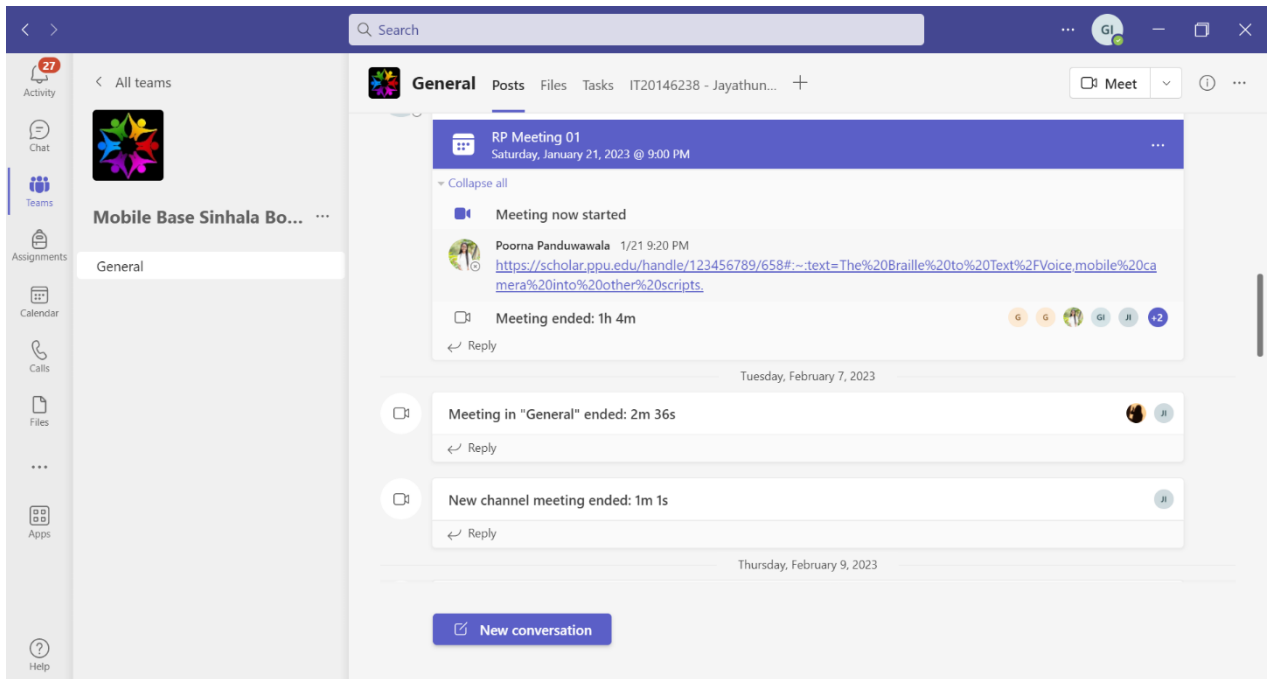 Search
... GI
27
Activity
Chat
Teams
Assignments
Calendar
Calls
Files
...
Apps
Help
All teams
Mobile Base Sinhala Bo... ...
General
General Posts Files Tasks IT20146238 - Jayathun... +
Meet ...
RP Meeting 01 ...
Saturday, January 21, 2023 @ 9:00 PM
Collapse all
Meeting now started
Poorna Panduwawala 1/21 9:20 PM
https://scholar.ppu.edu/handle/123456789/658#:~:text=The%20Braille%20to%20Text%2FVoice,mobile%20ca
mera%20into%20other%20scripts.
Meeting ended: 1h 4m G G GI JI +2
Reply
Tuesday, February 7, 2023
Meeting in "General" ended: 2m 36s JI
Reply
New channel meeting ended: 1m 1s JI
Reply
Thursday, February 9, 2023
New conversation